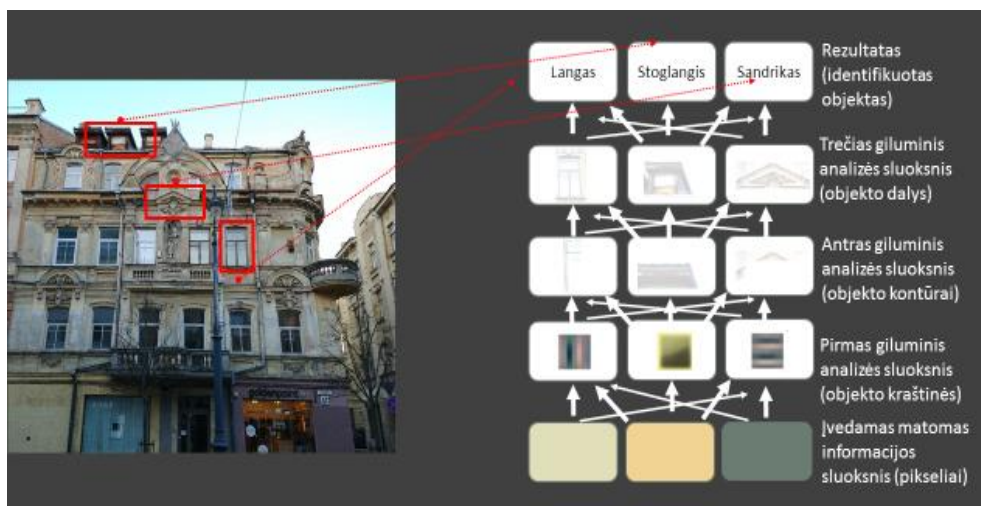 Langas
Stoglangis
Sandrikas
Rezultatas
(identifikuotas
objektas)
Trečias giluminis
analizės sluoksnis
(objekto dalys)
Antras giluminis
analizės sluoksnis
(objekto kontūrai)
Pirmas giluminis
analizės sluoksnis
(objekto kraštinės)
Įvedamas matomas
informacijos
sluoksnis (pikseliai)